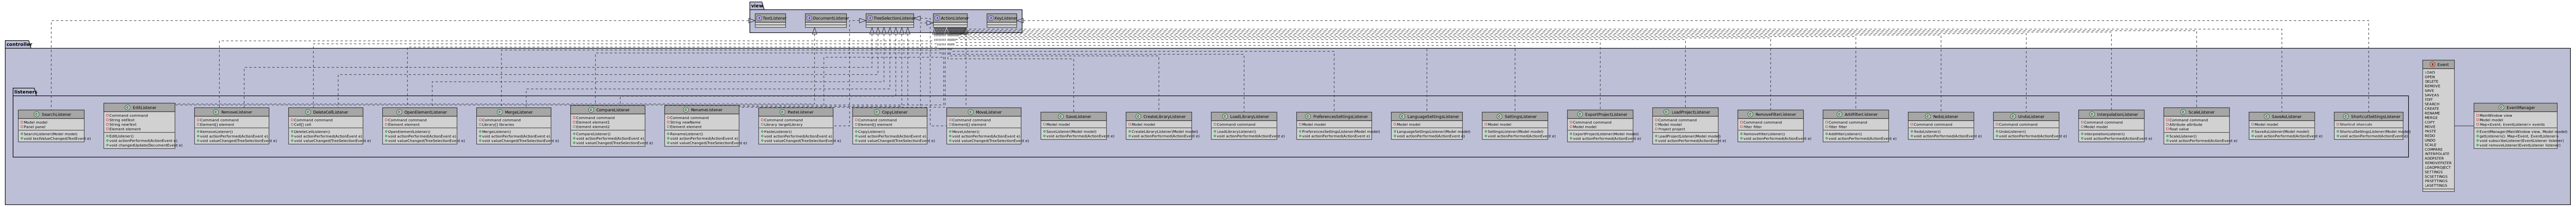 view
TextListener
DocumentListener
TreeSelectionListener
ActionListener
KeyListener
controller
listeners
SearchListener
Model model
Panel panel
SearchListener(Model model)
void textValueChanged(TextEvent e)
EditListener
Command command
String oldText
String newText
Element element
EditListener()
void actionPerformed(ActionEvent e)
void changedUpdate(DocumentEvent e)
RemoveListener
Command command
Element[] element
RemoveListener()
void actionPerformed(ActionEvent e)
void valueChanged(TreeSelectionEvent e)
DeleteCellListener
Command command
Cell[] cell
DeleteCellListener()
void actionPerformed(ActionEvent e)
void valueChanged(TreeSelectionEvent e)
OpenElementListener
Command command
Element element
OpenElementListener()
void actionPerformed(ActionEvent e)
void valueChanged(TreeSelectionEvent e)
MergeListener
Command command
Library[] libraries
MergeListener()
void actionPerformed(ActionEvent e)
void valueChanged(TreeSelectionEvent e)
CompareListener
Command command
Element element1
Element element2
CompareListener()
void actionPerformed(ActionEvent e)
void valueChanged(TreeSelectionEvent e)
RenameListener
Command command
String newName
Element element
RenameListener()
void actionPerformed(ActionEvent e)
void valueChanged(TreeSelectionEvent e)
PasteListener
Command command
Library targetLibrary
PasteListener()
void actionPerformed(ActionEvent e)
void valueChanged(TreeSelectionEvent e)
CopyListener
Command command
Element[] element
CopyListener()
void actionPerformed(ActionEvent e)
void valueChanged(TreeSelectionEvent e)
MoveListener
Command command
Element[] element
MoveListener()
void actionPerformed(ActionEvent e)
void valueChanged(TreeSelectionEvent e)
SaveListener
Model model
SaveListener(Model model)
void actionPerformed(ActionEvent e)
CreateLibraryListener
Model model
CreateLibraryListener(Model model)
void actionPerformed(ActionEvent e)
LoadLibraryListener
Command command
LoadLibraryListener()
void actionPerformed(ActionEvent e)
PreferenceSettingsListener
Model model
PreferenceSettingsListener(Model model)
void actionPerformed(ActionEvent e)
LanguageSettingsListener
Model model
LanguageSettingsListener(Model model)
void actionPerformed(ActionEvent e)
SettingsListener
Model model
SettingsListener(Model model)
void actionPerformed(ActionEvent e)
ExportProjectListener
Command command
Model model
ExportProjectListener(Model model)
void actionPerformed(ActionEvent e)
LoadProjectListener
Command command
Model model
Project project
LoadProjectListener(Model model)
void actionPerformed(ActionEvent e)
RemoveFilterListener
Command command
filter filter
RemoveFilterListener()
void actionPerformed(ActionEvent e)
AddFilterListener
Command command
filter filter
AddFilterListener()
void actionPerformed(ActionEvent e)
RedoListener
Command command
RedoListener()
void actionPerformed(ActionEvent e)
UndoListener
Command command
UndoListener()
void actionPerformed(ActionEvent e)
InterpolationListener
Command command
Model model
InterpolationListener()
void actionPerformed(ActionEvent e)
ScaleListener
Command command
Attribute attribute
float value
ScaleListener()
void actionPerformed(ActionEvent e)
SaveAsListener
Model model
SaveAsListener(Model model)
void actionPerformed(ActionEvent e)
ShortcutSettingsListener
Shortcut shortcuts
ShortcutSettingsListener(Model model)
void actionPerformed(ActionEvent e)
Event
LOAD
OPEN
DELETE
REMOVE
SAVE
SAVEAS
EDIT
SEARCH
CREATE
RENAME
MERGE
MOVE
PASTE
REDO
UNDO
SCALE
COMPARE
INTERPOLATE
ADDFILTER
REMOVEFILTER
LOADPROJECT
SETTINGS
SCSETTINGS
PRSETTINGS
LASETTINGS
EventManager
MainWindow view
Model model
Map<Event, EventListener> events
EventManager(MainWindow view, Model model)
getListeners(): Map<Event, EventListener>
void subscribeListener(EventListener listener)
void removeListener(EventListener listener)